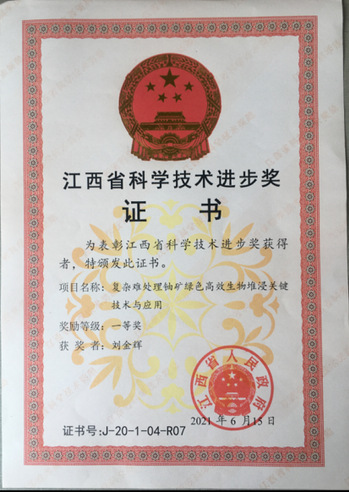 江西省科学技术进步奖
证 书
为表彰江西省科学技术进步奖获得
者，特颁发此证书。
项目名称：复杂难处理铀矿绿色高效生物堆浸关键
技术与应用
奖励等级：一等奖
获 奖 者：刘金辉
江西省人民政府
2021年6月15日
证书号:J-20-1-04-R07